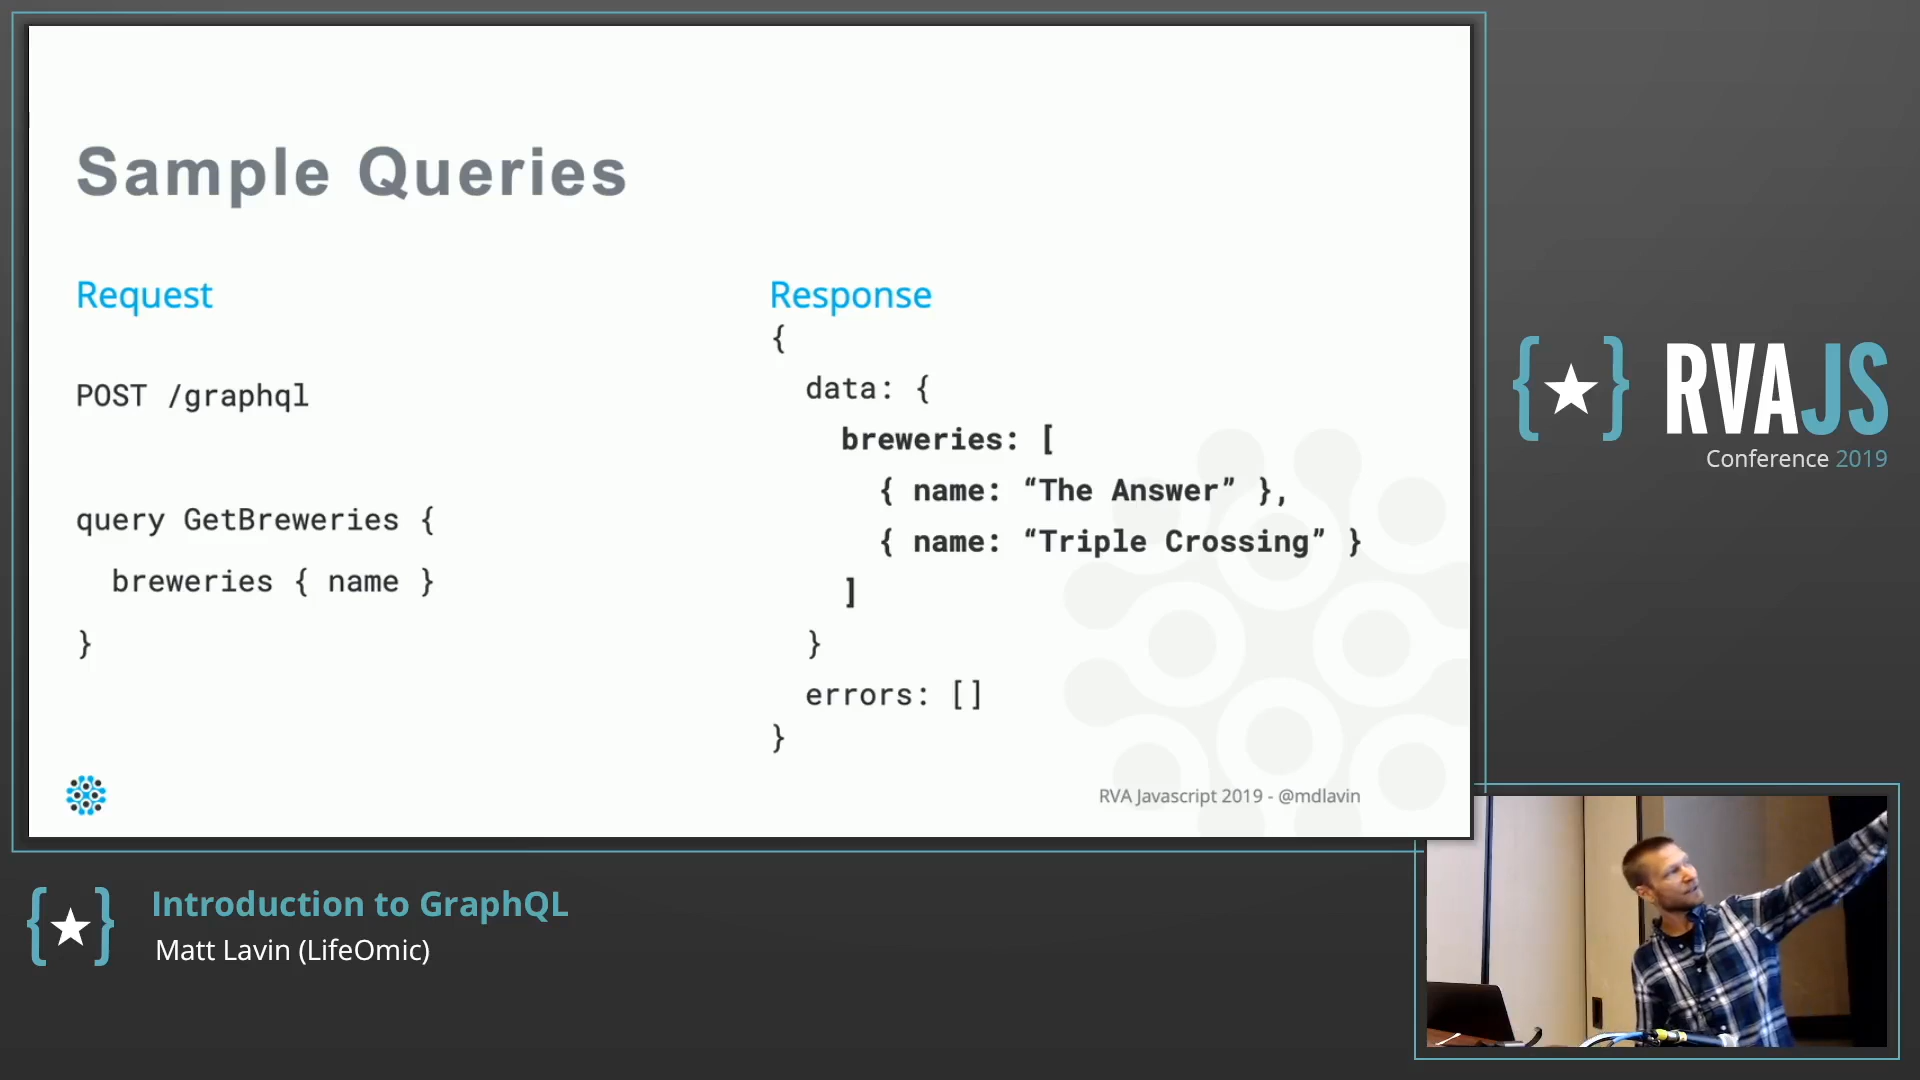 Sample Queries
Request
POST /graphql
query GetBreweries {
  breweries { name }
}
Response
{
  data: {
    breweries: [
      { name: “The Answer” },
      { name: “Triple Crossing” }
    ]
  }
  errors: []
}
RVA Javascript 2019 - @mdlavin
{★} RVAJS
Conference 2019
{★} Introduction to GraphQL
Matt Lavin (LifeOmic)